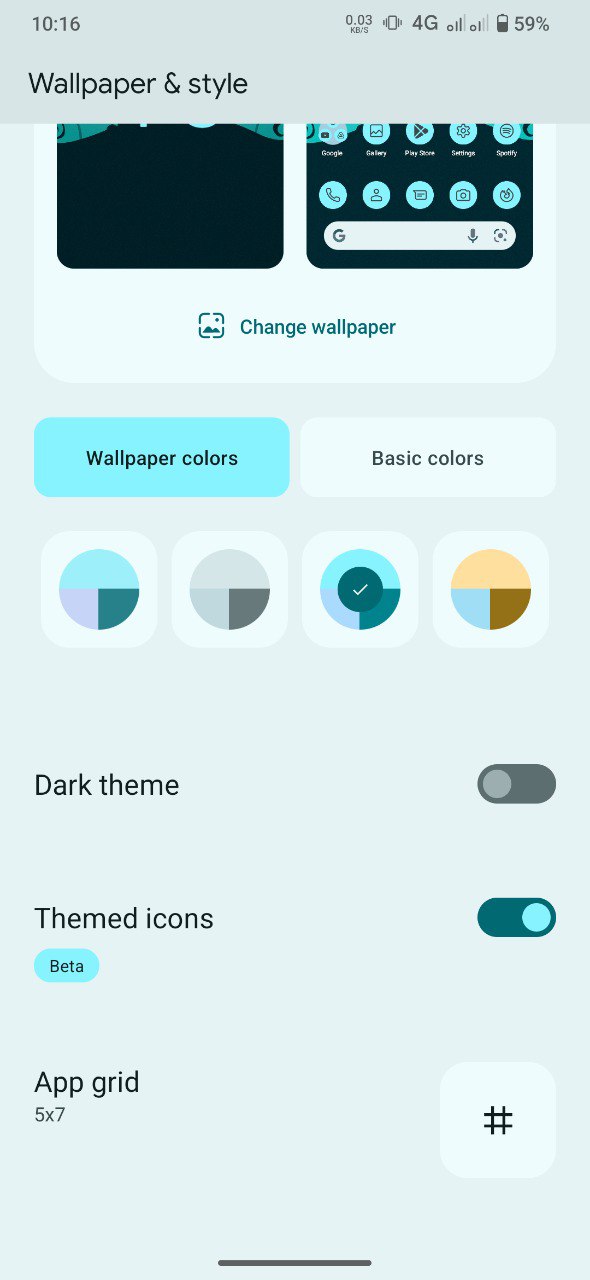 10:16
0.03
KB/S
4G
59%
Wallpaper & style
Google
Gallery
Play Store
Settings
Spotify
G
Change wallpaper
Wallpaper colors
Basic colors
Dark theme
Themed icons
Beta
App grid
5x7